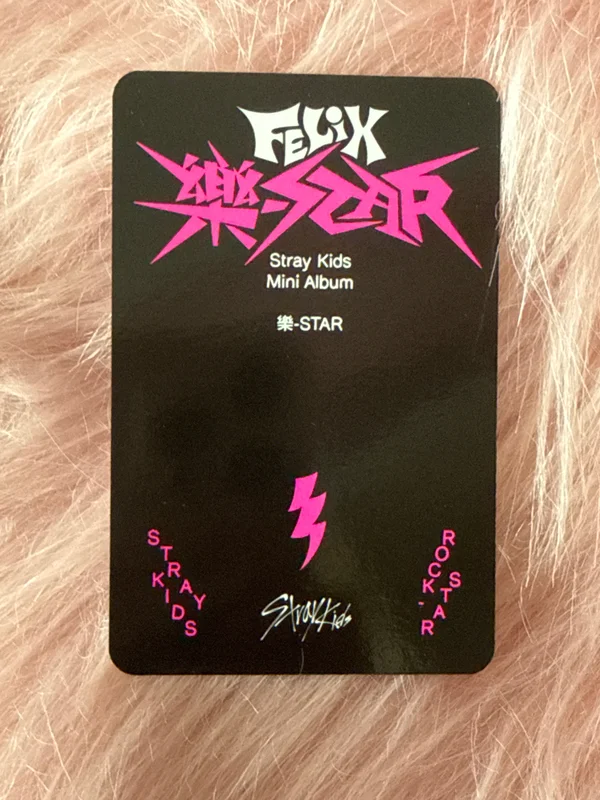 FELIX
樂-STAR
Stray Kids
Mini Album
樂-STAR
STRAY
KIDS
Stray Kids
ROCK-
STAR